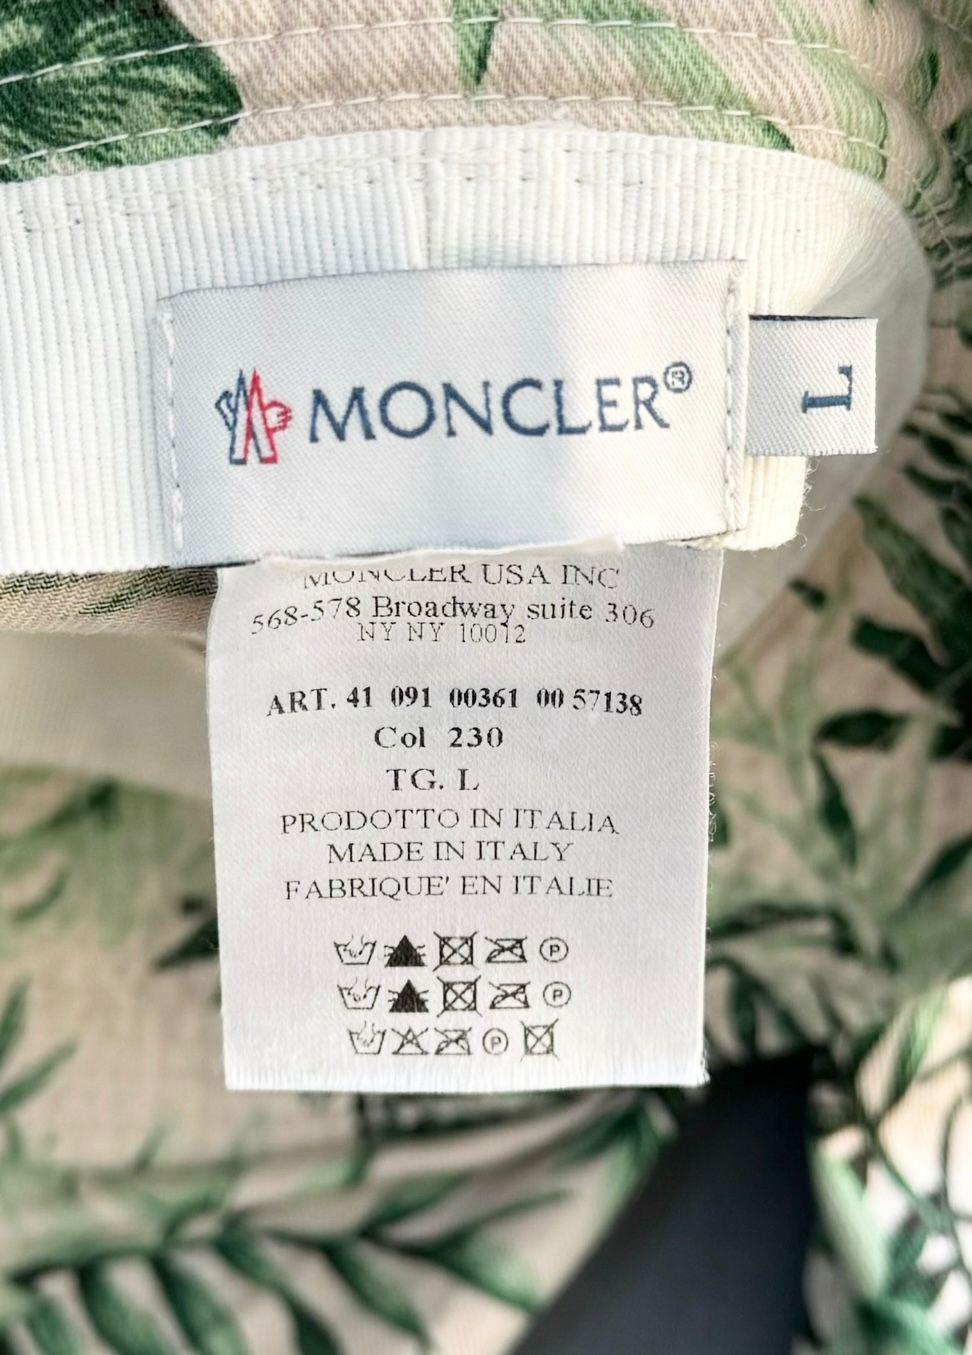 MONCLER®
L
MONCLER USA INC
568-578 Broadway suite 306
NY NY 10012
ART. 41 091 00361 00 57138
Col 230
TG. L
PRODOTTO IN ITALIA
MADE IN ITALY
FABRIQUE' EN ITALIE
P
P
P